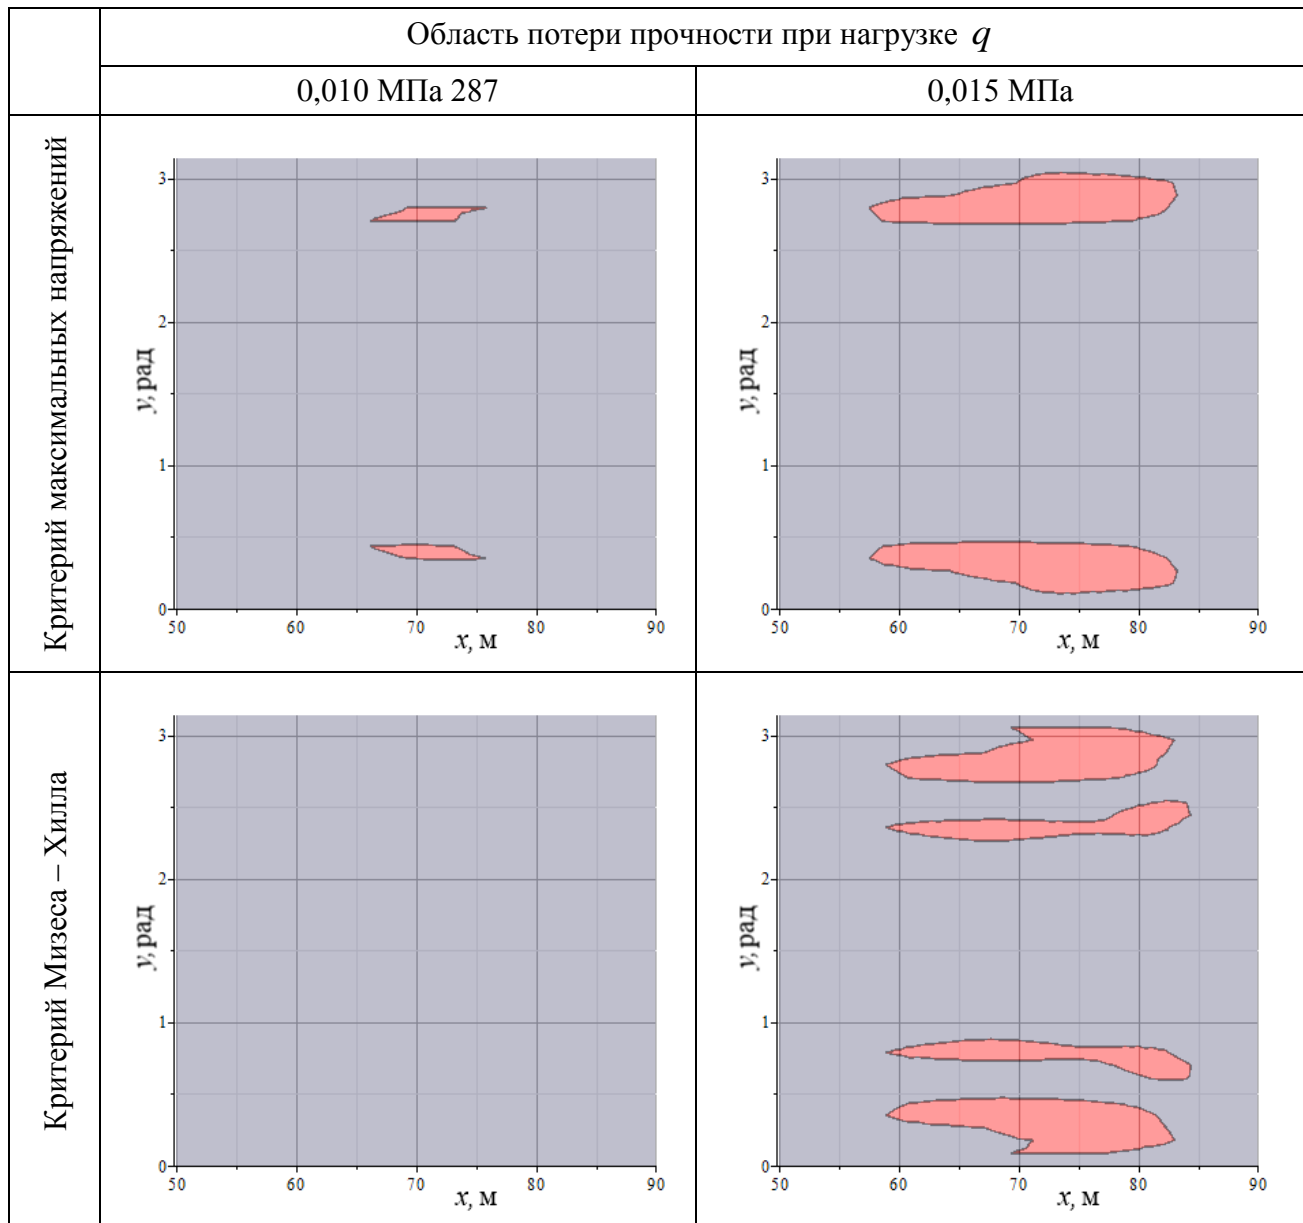 Область потери прочности при нагрузке q
0,010 МПа 287
0,015 МПа
Критерий максимальных напряжений
3
2
1
0
y, рад
50 60 70 80 90
x, м
3
2
1
0
y, рад
50 60 70 80 90
x, м
Критерий Мизеса – Хилла
3
2
1
0
y, рад
50 60 70 80 90
x, м
3
2
1
0
y, рад
50 60 70 80 90
x, м